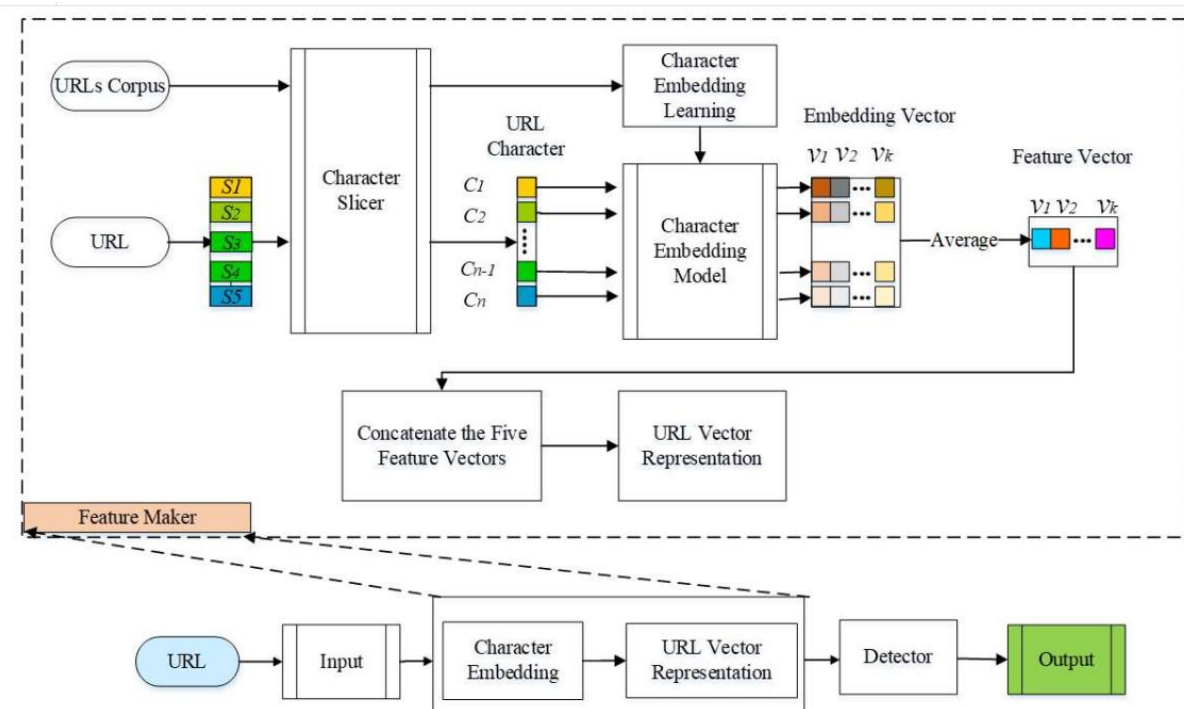 URLs Corpus
Character
Embedding
Learning
URL
Character
Embedding Vector
v1 v2 ... vk
Feature Vector
v1 v2 ... vk
S1
S2
S3
S4
S5
URL
Character
Slicer
C1
C2
Cn-1
Cn
Character
Embedding
Model
Average
Concatenate the Five
Feature Vectors
URL Vector
Representation
Feature Maker
URL
Input
Character
Embedding
URL Vector
Representation
Detector
Output